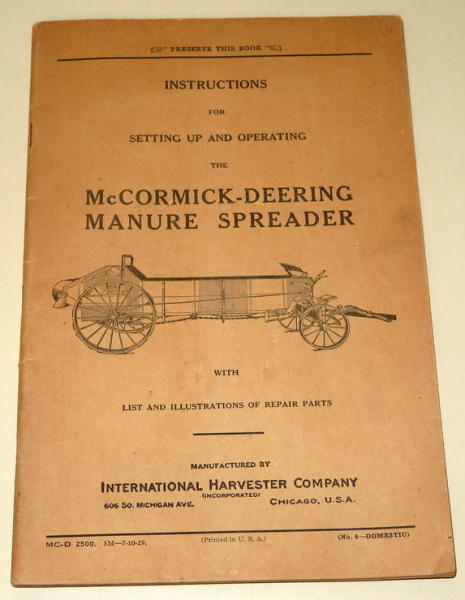 PRESERVE THIS BOOK
INSTRUCTIONS
FOR
SETTING UP AND OPERATING
THE
McCORMICK-DEERING
MANURE SPREADER
WITH
LIST AND ILLUSTRATIONS OF REPAIR PARTS
MANUFACTURED BY
INTERNATIONAL HARVESTER COMPANY
(INCORPORATED)
606 SO. MICHIGAN AVE. CHICAGO, U.S.A.
MC-D 2500. 5M—7-10-29. (Printed in U. S. A.) (No. 4—DOMESTIC)